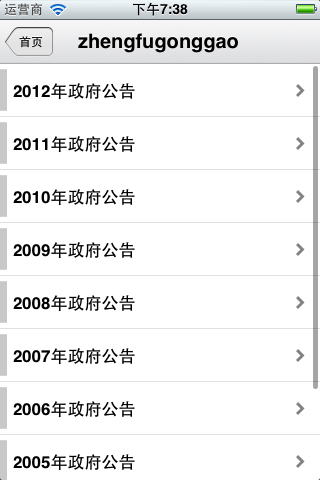 运营商 下午7:38
首页 zhengfugonggao
2012年政府公告
2011年政府公告
2010年政府公告
2009年政府公告
2008年政府公告
2007年政府公告
2006年政府公告
2005年政府公告